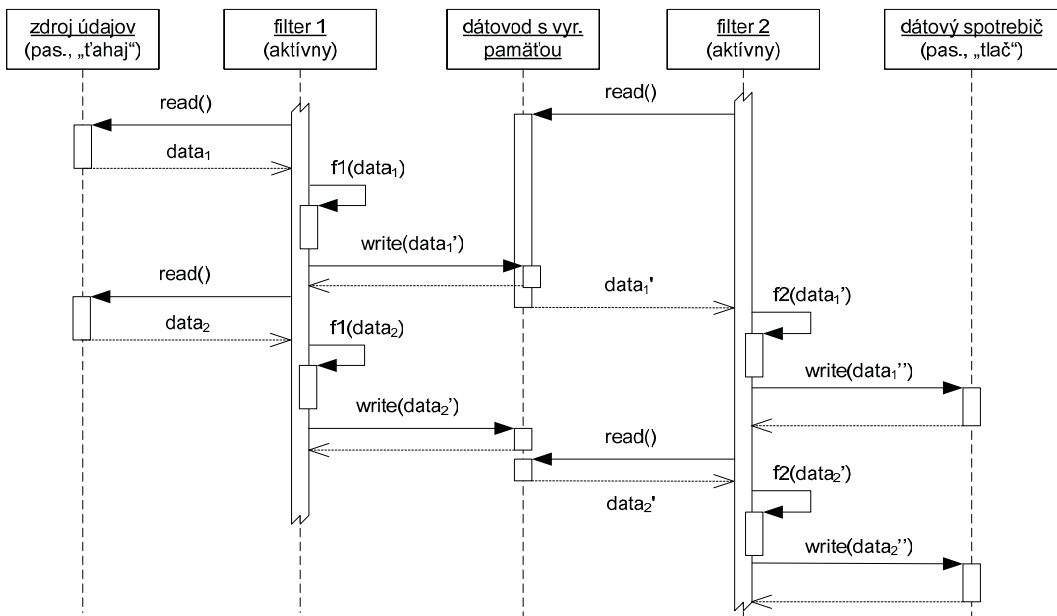 zdroj údajov
(pas., „ťahaj“)
filter 1
(aktívny)
dátovod s vyr.
pamäťou
filter 2
(aktívny)
dátový spotrebič
(pas., „tlač“)
read()
read()
data₁
f1(data₁)
write(data₁’)
read()
data₁'
data₂
f1(data₂)
f2(data₁’)
write(data₁’’)
write(data₂’)
read()
f2(data₂’)
data₂'
write(data₂’’)